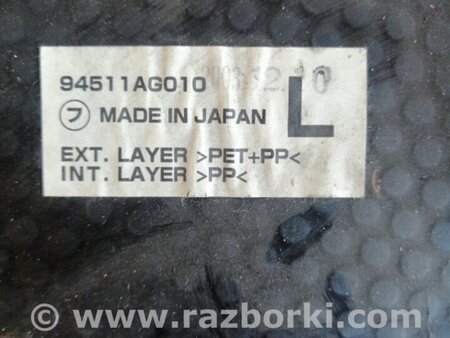 94511AG010
フ MADE IN JAPAN L
EXT. LAYER >PET+PP<
INT. LAYER >PP<
© www.razborki.com